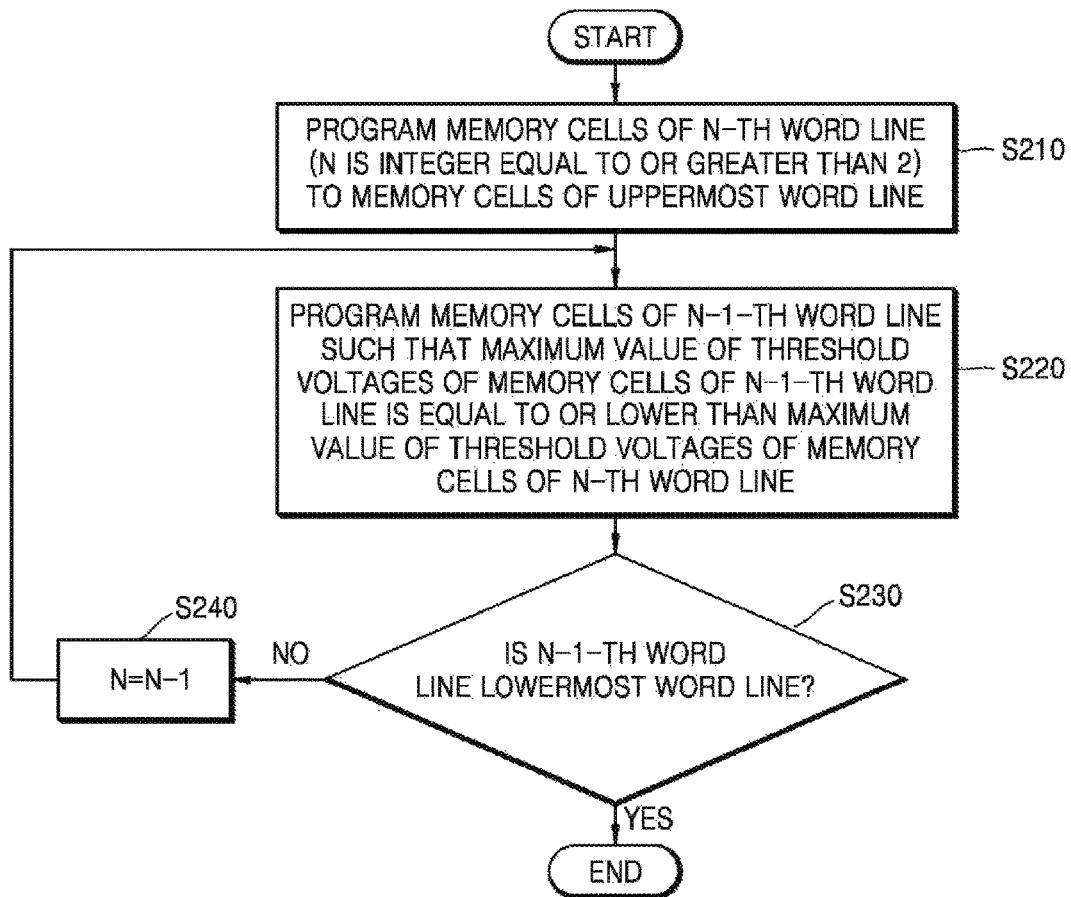 START
PROGRAM MEMORY CELLS OF N-TH WORD LINE
(N IS INTEGER EQUAL TO OR GREATER THAN 2)
TO MEMORY CELLS OF UPPERMOST WORD LINE
S210
PROGRAM MEMORY CELLS OF N-1-TH WORD LINE
SUCH THAT MAXIMUM VALUE OF THRESHOLD
VOLTAGES OF MEMORY CELLS OF N-1-TH WORD
LINE IS EQUAL TO OR LOWER THAN MAXIMUM
VALUE OF THRESHOLD VOLTAGES OF MEMORY
CELLS OF N-TH WORD LINE
S220
S230
IS N-1-TH WORD
LINE LOWERMOST WORD LINE?
S240
NO
N=N-1
YES
END